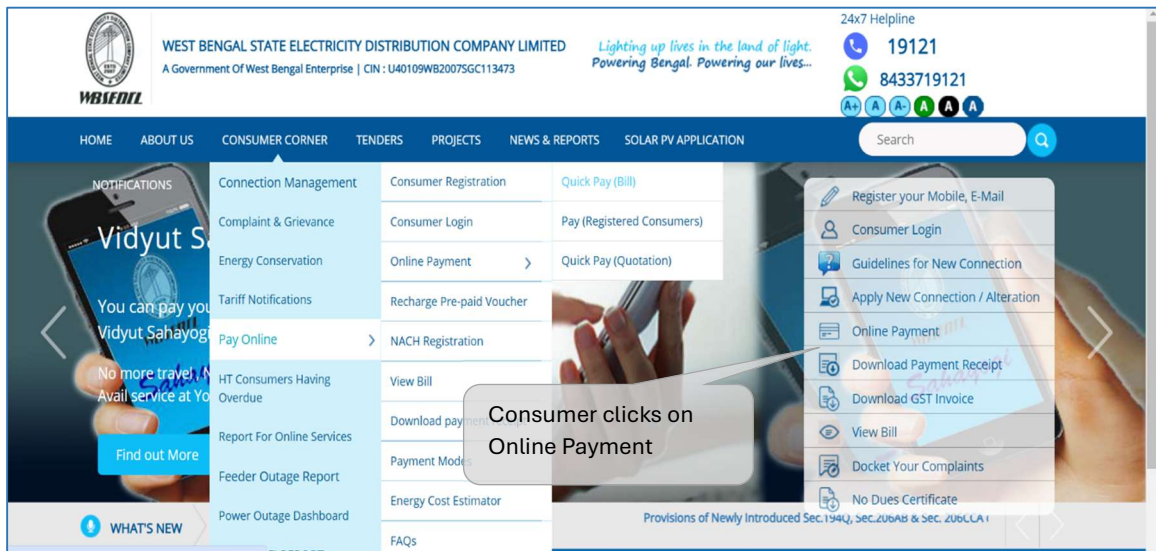 24x7 Helpline
WEST BENGAL STATE ELECTRICITY DISTRIBUTION COMPANY LIMITED
A Government Of West Bengal Enterprise | CIN : U40109WB2007SGC113473
Lighting up lives in the land of light.
Powering Bengal. Powering our lives...
19121
8433719121
WBSEDCL
A+ A A- A A A
HOME ABOUT US CONSUMER CORNER TENDERS PROJECTS NEWS & REPORTS SOLAR PV APPLICATION
Search
NOTIFICATIONS
Vidyut S
You can pay you
Vidyut Sahayogi
No more travel
Avail service at Yo
Find out More
Connection Management
Complaint & Grievance
Energy Conservation
Tariff Notifications
Pay Online
HT Consumers Having
Overdue
Report For Online Services
Feeder Outage Report
Power Outage Dashboard
Consumer Registration
Consumer Login
Online Payment
Recharge Pre-paid Voucher
NACH Registration
View Bill
Download payment receipt
Payment Modes
Energy Cost Estimator
FAQs
Quick Pay (Bill)
Pay (Registered Consumers)
Quick Pay (Quotation)
Consumer clicks on
Online Payment
Register your Mobile, E-Mail
Consumer Login
Guidelines for New Connection
Apply New Connection / Alteration
Online Payment
Download Payment Receipt
Download GST Invoice
View Bill
Docket Your Complaints
No Dues Certificate
Sahayogi
WHAT'S NEW
Provisions of Newly Introduced Sec.194Q, Sec.206AB & Sec. 206CCA